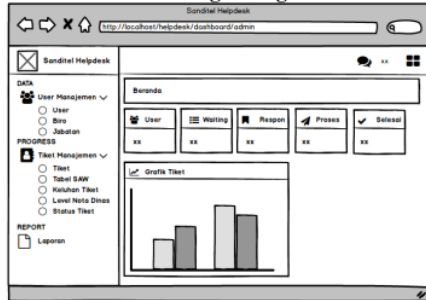 Sanditel Helpdesk
http://localhost/helpdesk/dashboard/admin
Sanditel Helpdesk
xx
DATA
User Manajemen
User
Biro
Jabatan
PROGRESS
Tiket Manajemen
Tiket
Tabel SAW
Keluhan Tiket
Level Nota Dinas
Status Tiket
REPORT
Laporan
Beranda
User
xx
Waiting
xx
Respon
xx
Proses
xx
Selesai
xx
Grafik Tiket